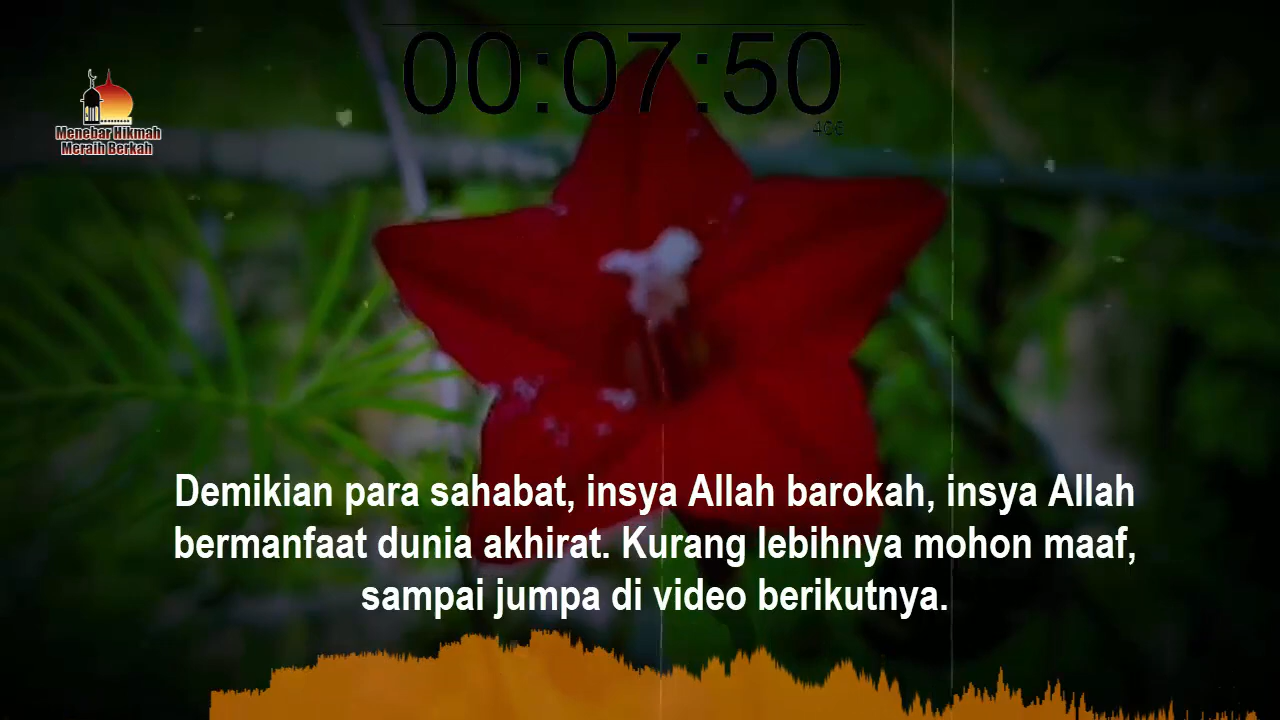 00:07:50
Menebar Hikmah
Meraih Berkah
Demikian para sahabat, insya Allah barokah, insya Allah
bermanfaat dunia akhirat. Kurang lebihnya mohon maaf,
sampai jumpa di video berikutnya.